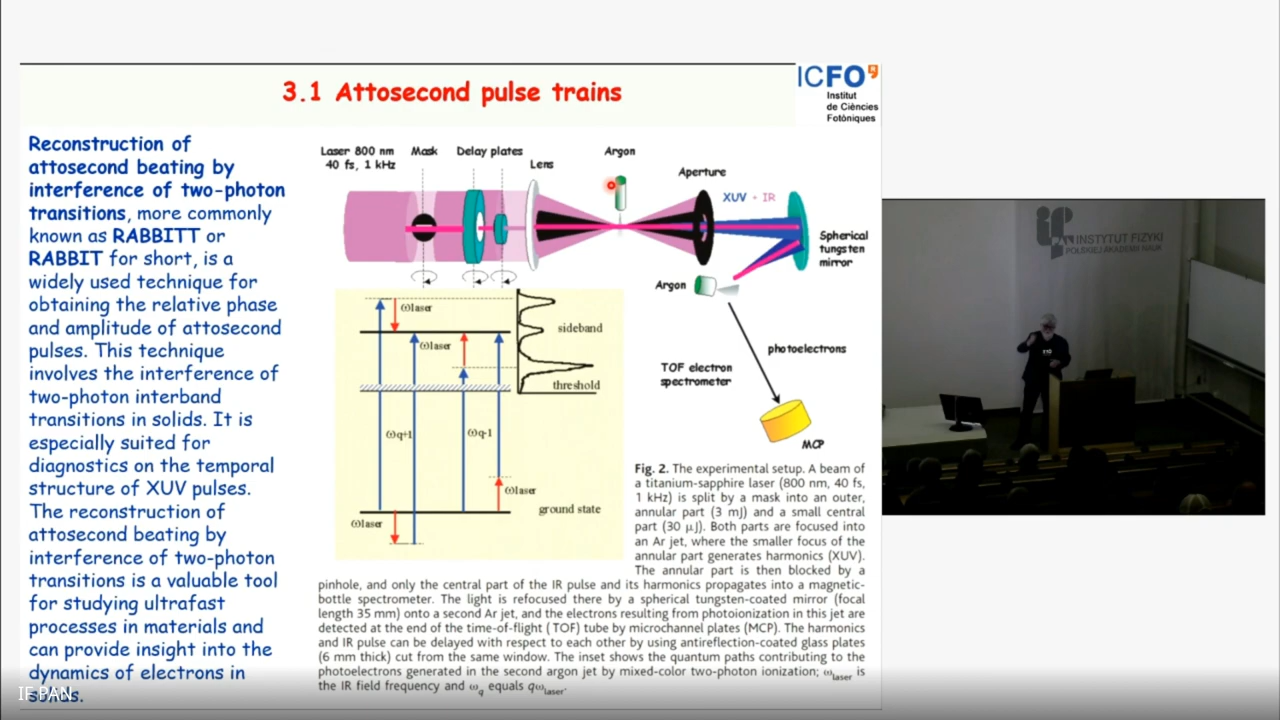 3.1 Attosecond pulse trains
ICFO
Institut
de Ciències
Fotòniques
Reconstruction of
attosecond beating by
interference of two-photon
transitions, more commonly
known as RABBITT or
RABBIT for short, is a
widely used technique for
obtaining the relative phase
and amplitude of attosecond
pulses. This technique
involves the interference of
two-photon interband
transitions in solids. It is
especially suited for
diagnostics on the temporal
structure of XUV pulses.
The reconstruction of
attosecond beating by
interference of two-photon
transitions is a valuable tool
for studying ultrafast
processes in materials and
can provide insight into the
dynamics of electrons in
solids.
IF PAN
Laser 800 nm
40 fs, 1 kHz
Mask
Delay plates
Lens
Argon
Aperture
XUV + IR
Spherical
tungsten
mirror
Argon
photoelectrons
TOF electron
spectrometer
MCP
ωlaser
ωlaser
sideband
threshold
ωq+1
ωq-1
ωlaser
ground state
ωlaser
Fig. 2. The experimental setup. A beam of
a titanium-sapphire laser (800 nm, 40 fs,
1 kHz) is split by a mask into an outer,
annular part (3 mJ) and a small central
part (30 μJ). Both parts are focused into
an Ar jet, where the smaller focus of the
annular part generates harmonics (XUV).
The annular part is then blocked by a
pinhole, and only the central part of the IR pulse and its harmonics propagates into a magnetic-
bottle spectrometer. The light is refocused there by a spherical tungsten-coated mirror (focal
length 35 mm) onto a second Ar jet, and the electrons resulting from photoionization in this jet are
detected at the end of the time-of-flight (TOF) tube by microchannel plates (MCP). The harmonics
and IR pulse can be delayed with respect to each other by using antireflection-coated glass plates
(6 mm thick) cut from the same window. The inset shows the quantum paths contributing to the
photoelectrons generated in the second argon jet by mixed-color two-photon ionization; ωlaser is
the IR field frequency and ωq equals qωlaser.
INSTYTUT FIZYKI
POLSKIEJ AKADEMII NAUK